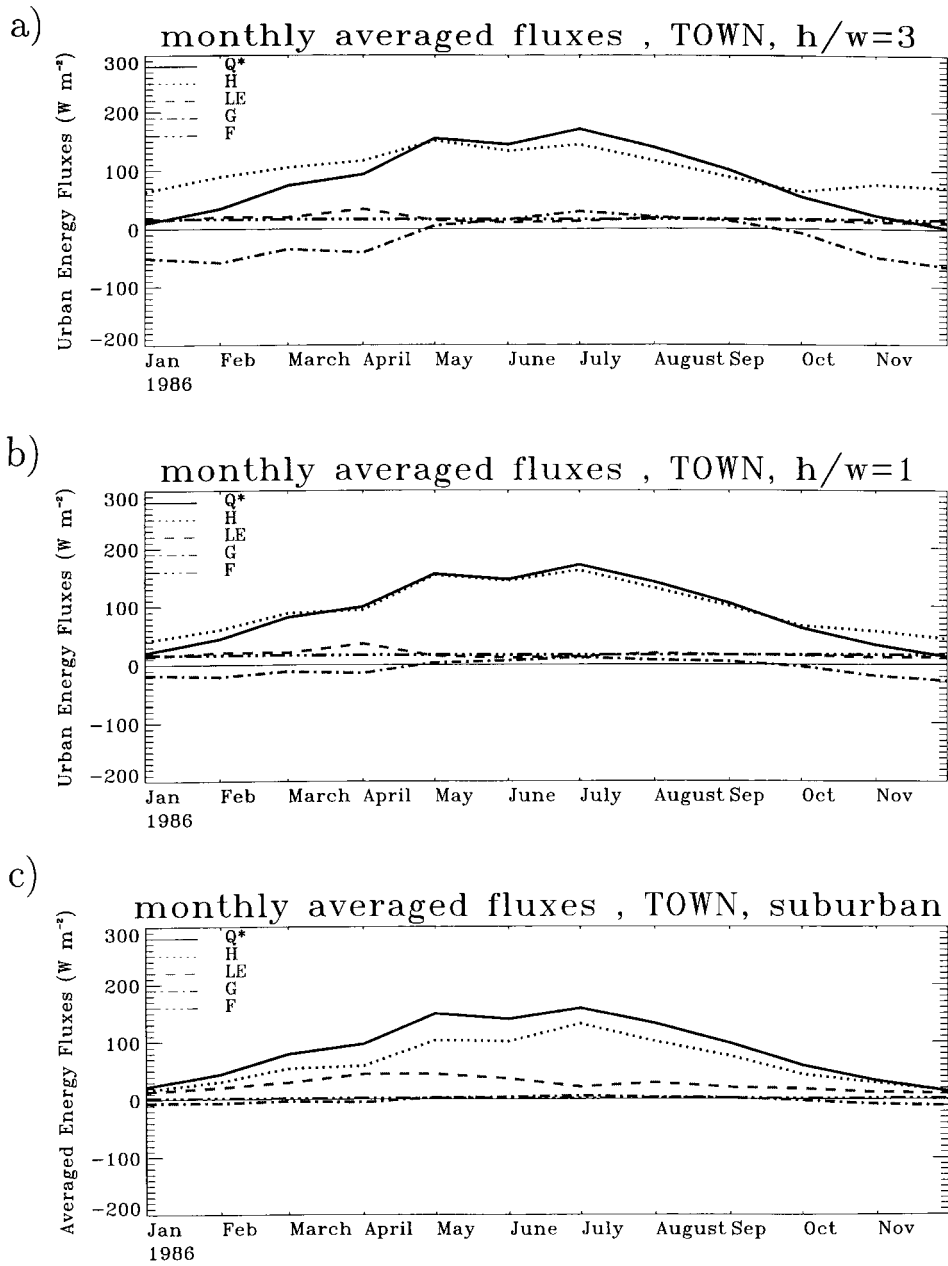 a)
monthly averaged fluxes , TOWN, h/w=3
Urban Energy Fluxes (W m⁻²)
300
200
100
0
-100
-200
Q*
H
LE
G
F
Jan Feb March April May June July August Sep Oct Nov
1986
b)
monthly averaged fluxes , TOWN, h/w=1
Urban Energy Fluxes (W m⁻²)
300
200
100
0
-100
-200
Q*
H
LE
G
F
Jan Feb March April May June July August Sep Oct Nov
1986
c)
monthly averaged fluxes , TOWN, suburban
Averaged Energy Fluxes (W m⁻²)
300
200
100
0
-100
-200
Q*
H
LE
G
F
Jan Feb March April May June July August Sep Oct Nov
1986